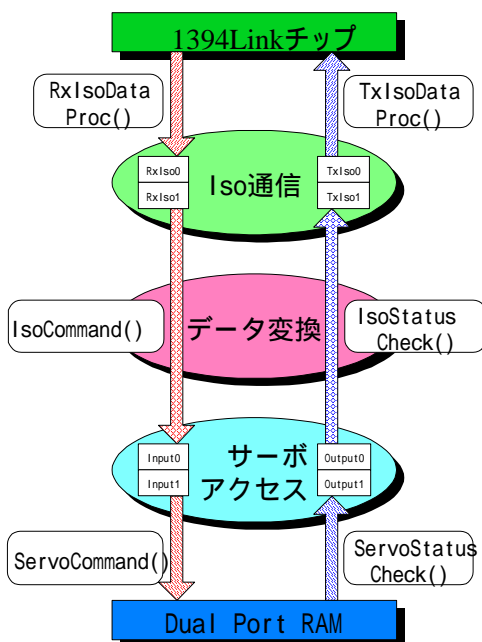 1394Linkチップ
RxIsoData
Proc()
TxIsoData
Proc()
RxIso0
RxIso1
Iso通信
TxIso0
TxIso1
IsoCommand()
データ変換
IsoStatus
Check()
Input0
Input1
サーボ
アクセス
Output0
Output1
ServoCommand()
ServoStatus
Check()
Dual Port RAM